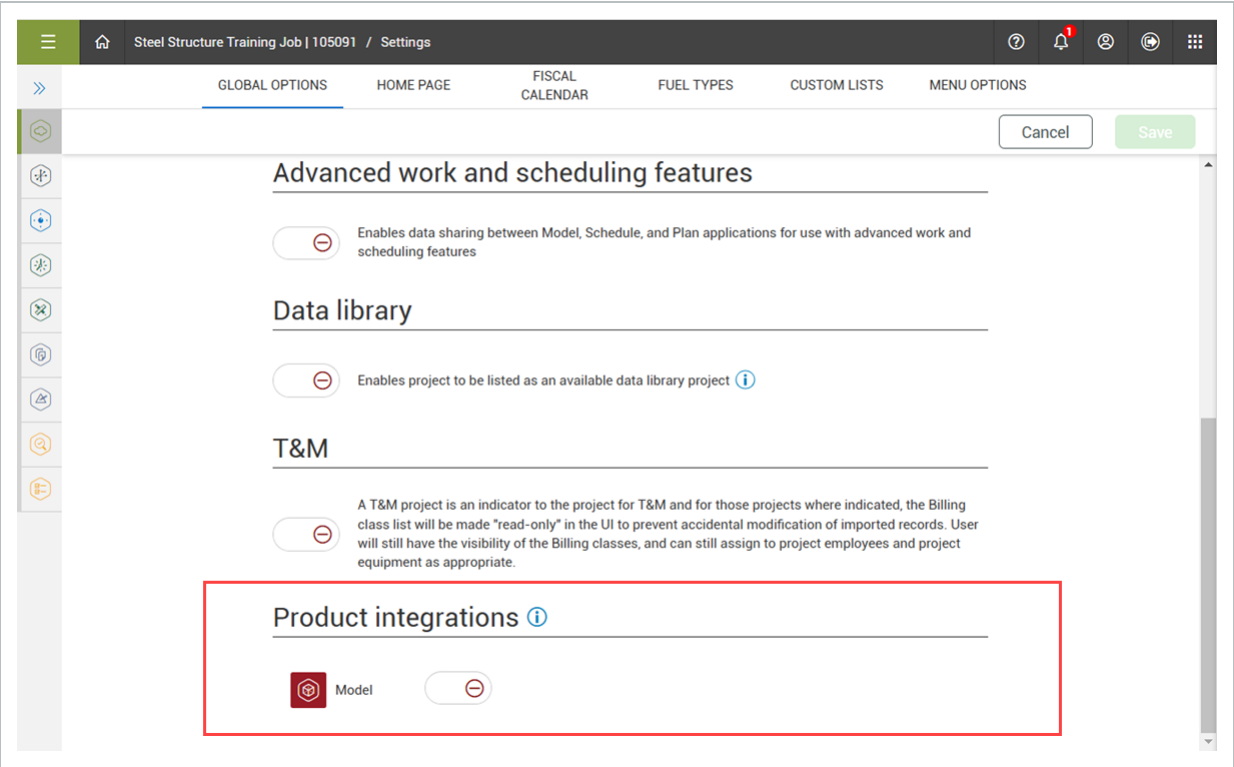 Steel Structure Training Job | 105091 / Settings
1
GLOBAL OPTIONS
HOME PAGE
FISCAL
CALENDAR
FUEL TYPES
CUSTOM LISTS
MENU OPTIONS
Cancel
Save
Advanced work and scheduling features
Enables data sharing between Model, Schedule, and Plan applications for use with advanced work and
scheduling features
Data library
Enables project to be listed as an available data library project
T&M
A T&M project is an indicator to the project for T&M and for those projects where indicated, the Billing
class list will be made "read-only" in the UI to prevent accidental modification of imported records. User
will still have the visibility of the Billing classes, and can still assign to project employees and project
equipment as appropriate.
Product integrations
Model